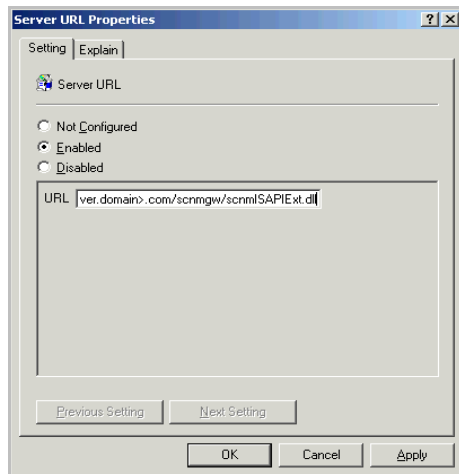 Server URL Properties
Setting Explain
Server URL
Not Configured
Enabled
Disabled
URL ver.domain>.com/scnmgw/scnmISAPIExt.dll
Previous Setting Next Setting
OK Cancel Apply